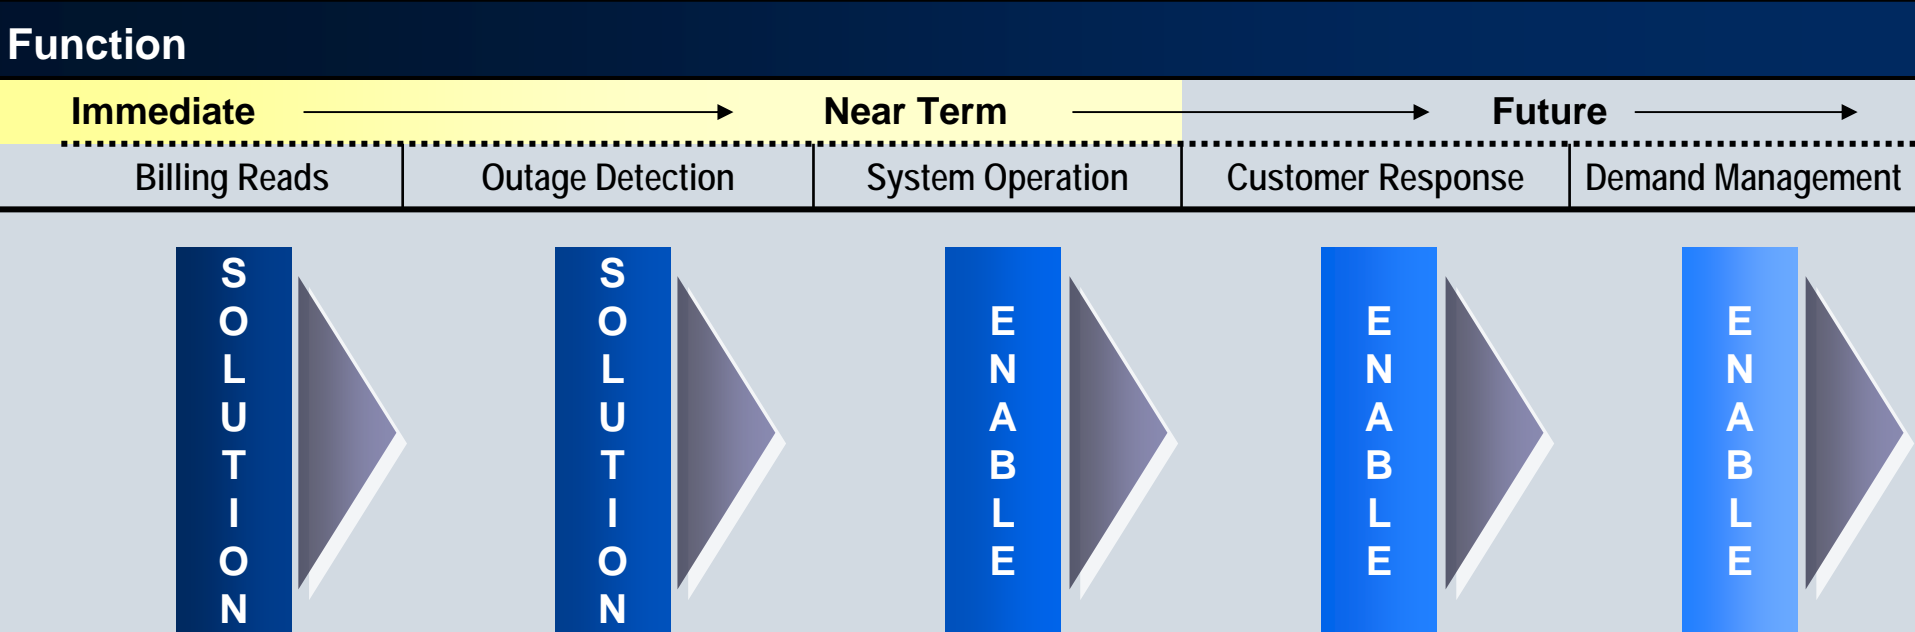 Function
Immediate Near Term Future
Billing Reads Outage Detection System Operation Customer Response Demand Management
SOLUTION
SOLUTION
ENABLE
ENABLE
ENABLE